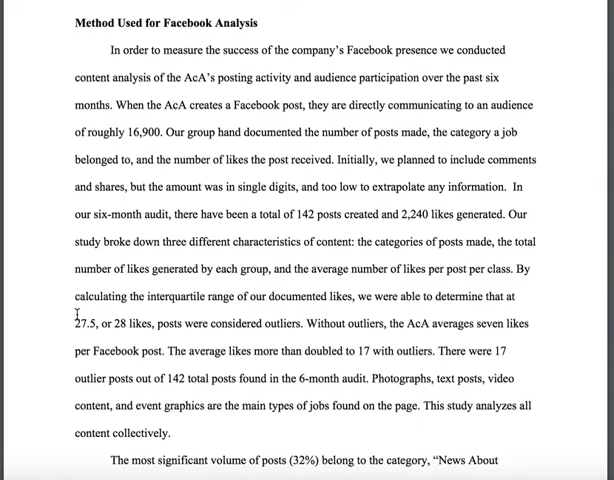 Method Used for Facebook Analysis
In order to measure the success of the company’s Facebook presence we conducted
content analysis of the AcA’s posting activity and audience participation over the past six
months. When the AcA creates a Facebook post, they are directly communicating to an audience
of roughly 16,900. Our group hand documented the number of posts made, the category a job
belonged to, and the number of likes the post received. Initially, we planned to include comments
and shares, but the amount was in single digits, and too low to extrapolate any information. In
our six-month audit, there have been a total of 142 posts created and 2,240 likes generated. Our
study broke down three different characteristics of content: the categories of posts made, the total
number of likes generated by each group, and the average number of likes per post per class. By
calculating the interquartile range of our documented likes, we were able to determine that at
27.5, or 28 likes, posts were considered outliers. Without outliers, the AcA averages seven likes
per Facebook post. The average likes more than doubled to 17 with outliers. There were 17
outlier posts out of 142 total posts found in the 6-month audit. Photographs, text posts, video
content, and event graphics are the main types of jobs found on the page. This study analyzes all
content collectively.
The most significant volume of posts (32%) belong to the category, “News About